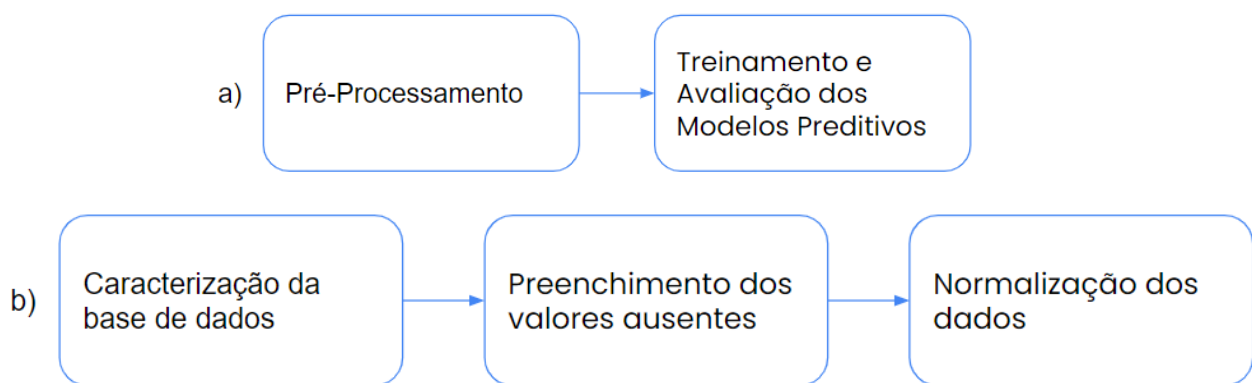 a)
Pré-Processamento
Treinamento e
Avaliação dos
Modelos Preditivos
b)
Caracterização da
base de dados
Preenchimento dos
valores ausentes
Normalização dos
dados